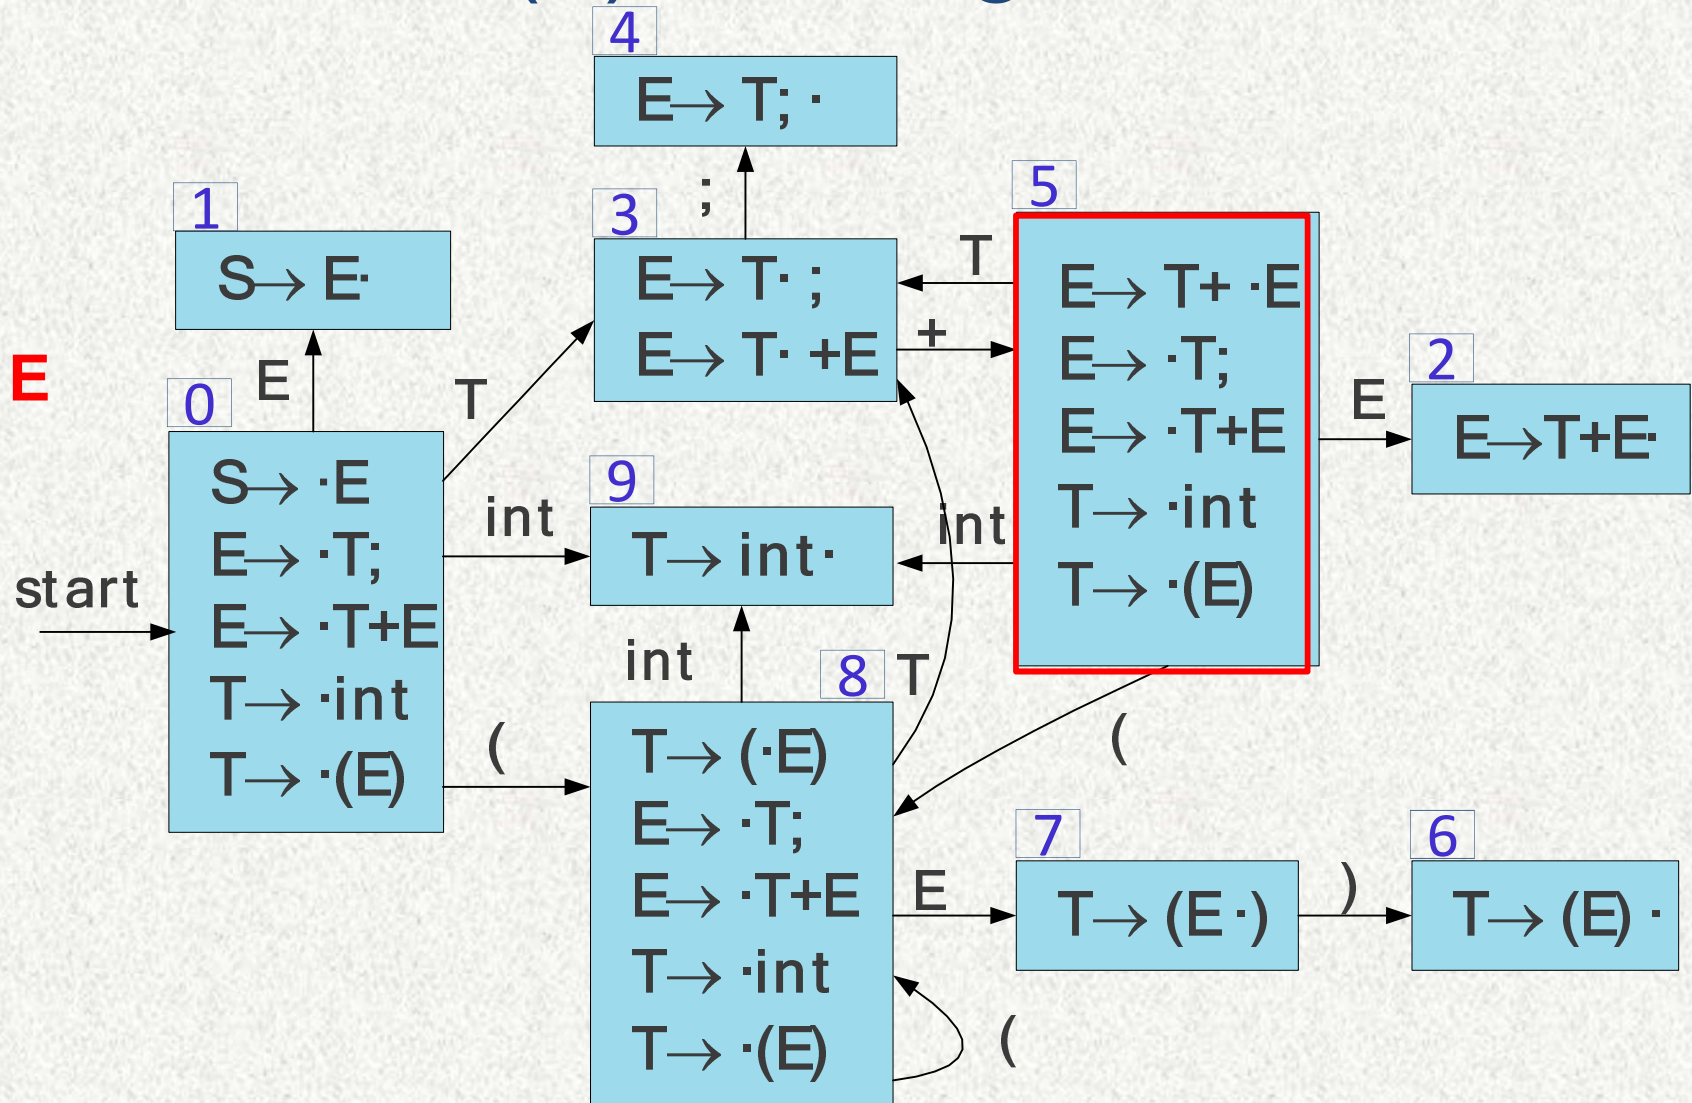 4
E→ T; ·
;
1
S→ E·
E
3
E→ T· ;
E→ T· +E
T
+
5
E→ T+ ·E
E→ ·T;
E→ ·T+E
T→ ·int
T→ ·(E)
E
2
E→T+E·
E
0
S→ ·E
E→ ·T;
E→ ·T+E
T→ ·int
T→ ·(E)
start
T
int
(
9
T→ int·
int
int
8
T
T→ (·E)
E→ ·T;
E→ ·T+E
T→ ·int
T→ ·(E)
(
(
E
7
T→ (E ·)
)
6
T→ (E) ·